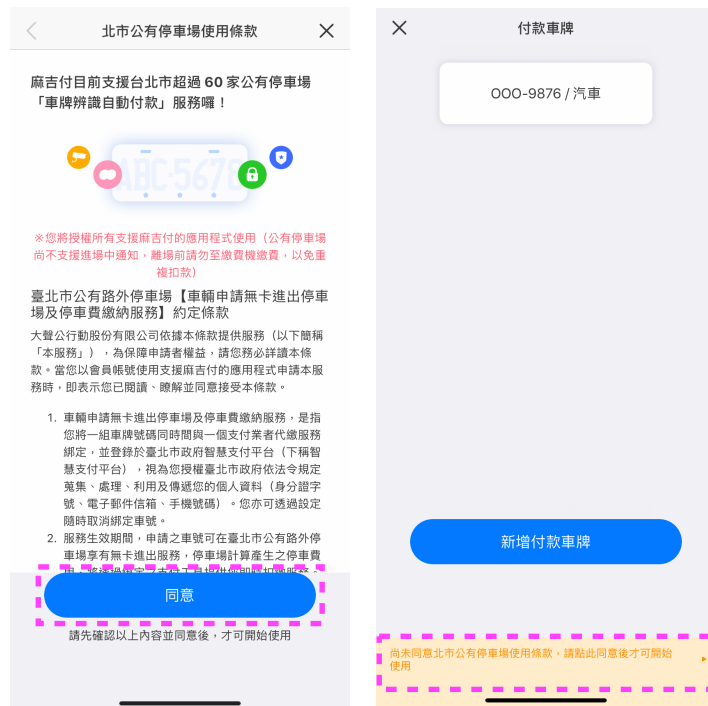 北市公有停車場使用條款
麻吉付目前支援台北市超過 60 家公有停車場
「車牌辨識自動付款」服務囉！
ABC-5678
※您將授權所有支援麻吉付的應用程式使用（公有停車場
尚不支援進場中通知，離場前請勿至繳費機繳費，以免重
複扣款）
臺北市公有路外停車場【車輛申請無卡進出停車
場及停車費繳納服務】約定條款
大聲公行動股份有限公司依據本條款提供服務（以下簡稱
「本服務」），為保障申請者權益，請您務必詳讀本條
款。當您以會員帳號使用支援麻吉付的應用程式申請本服
務時，即表示您已閱讀、瞭解並同意接受本條款。
1. 車輛申請無卡進出停車場及停車費繳納服務，是指
您將一組車牌號碼同時間與一個支付業者代繳服務
綁定，並登錄於臺北市政府智慧支付平台（下稱智
慧支付平台），視為您授權臺北市政府依法令規定
蒐集、處理、利用及傳遞您的個人資料（身分證字
號、電子郵件信箱、手機號碼）。您亦可透過設定
隨時取消綁定車號。
2. 服務生效期間，申請之車號可在臺北市公有路外停
車場享有無卡進出服務，停車場計算產生之停車費
同意
請先確認以上內容並同意後，才可開始使用
付款車牌
OOO-9876 / 汽車
新增付款車牌
尚未同意北市公有停車場使用條款，請點此同意後才可開始
使用